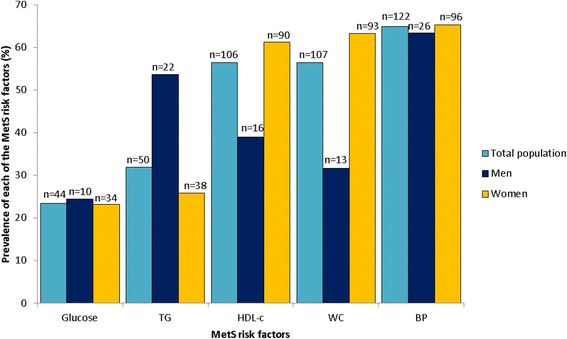 Prevalence of each of the MetS risk factors (%)
70
60
50
40
30
20
10
0
n=44
n=10
n=34
n=50
n=22
n=38
n=106
n=16
n=90
n=107
n=13
n=93
n=122
n=26
n=96
Glucose
TG
HDL-c
WC
BP
MetS risk factors
Total population
Men
Women